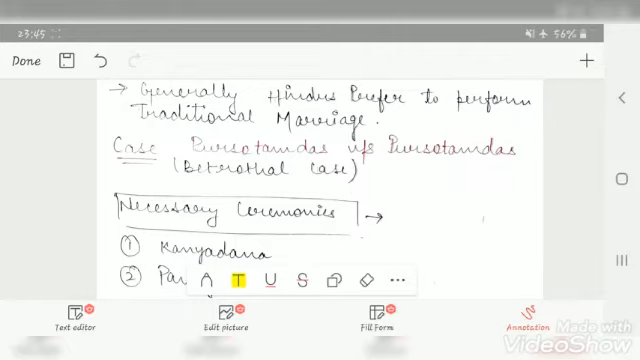 23:45
56%
Done
→ Generally Hindus Prefer to perform
Traditional Marriage.
Case Pursotamdas v/s Pursotamdas
(Betrothal case)
Necessary Ceremonies →
① Kanyadana
②
A T U S
Text editor
Edit picture
Fill Form
Annotation
Made with
VideoShow